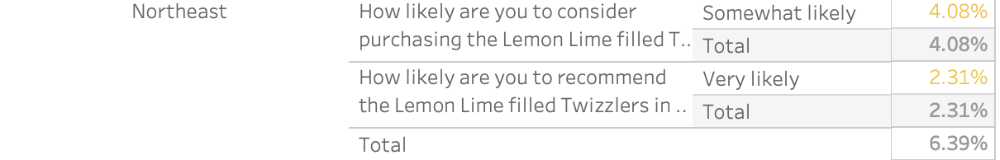 Northeast
How likely are you to consider
purchasing the Lemon Lime filled T..
Somewhat likely
4.08%
Total
4.08%
How likely are you to recommend
the Lemon Lime filled Twizzlers in ..
Very likely
2.31%
Total
2.31%
Total
6.39%